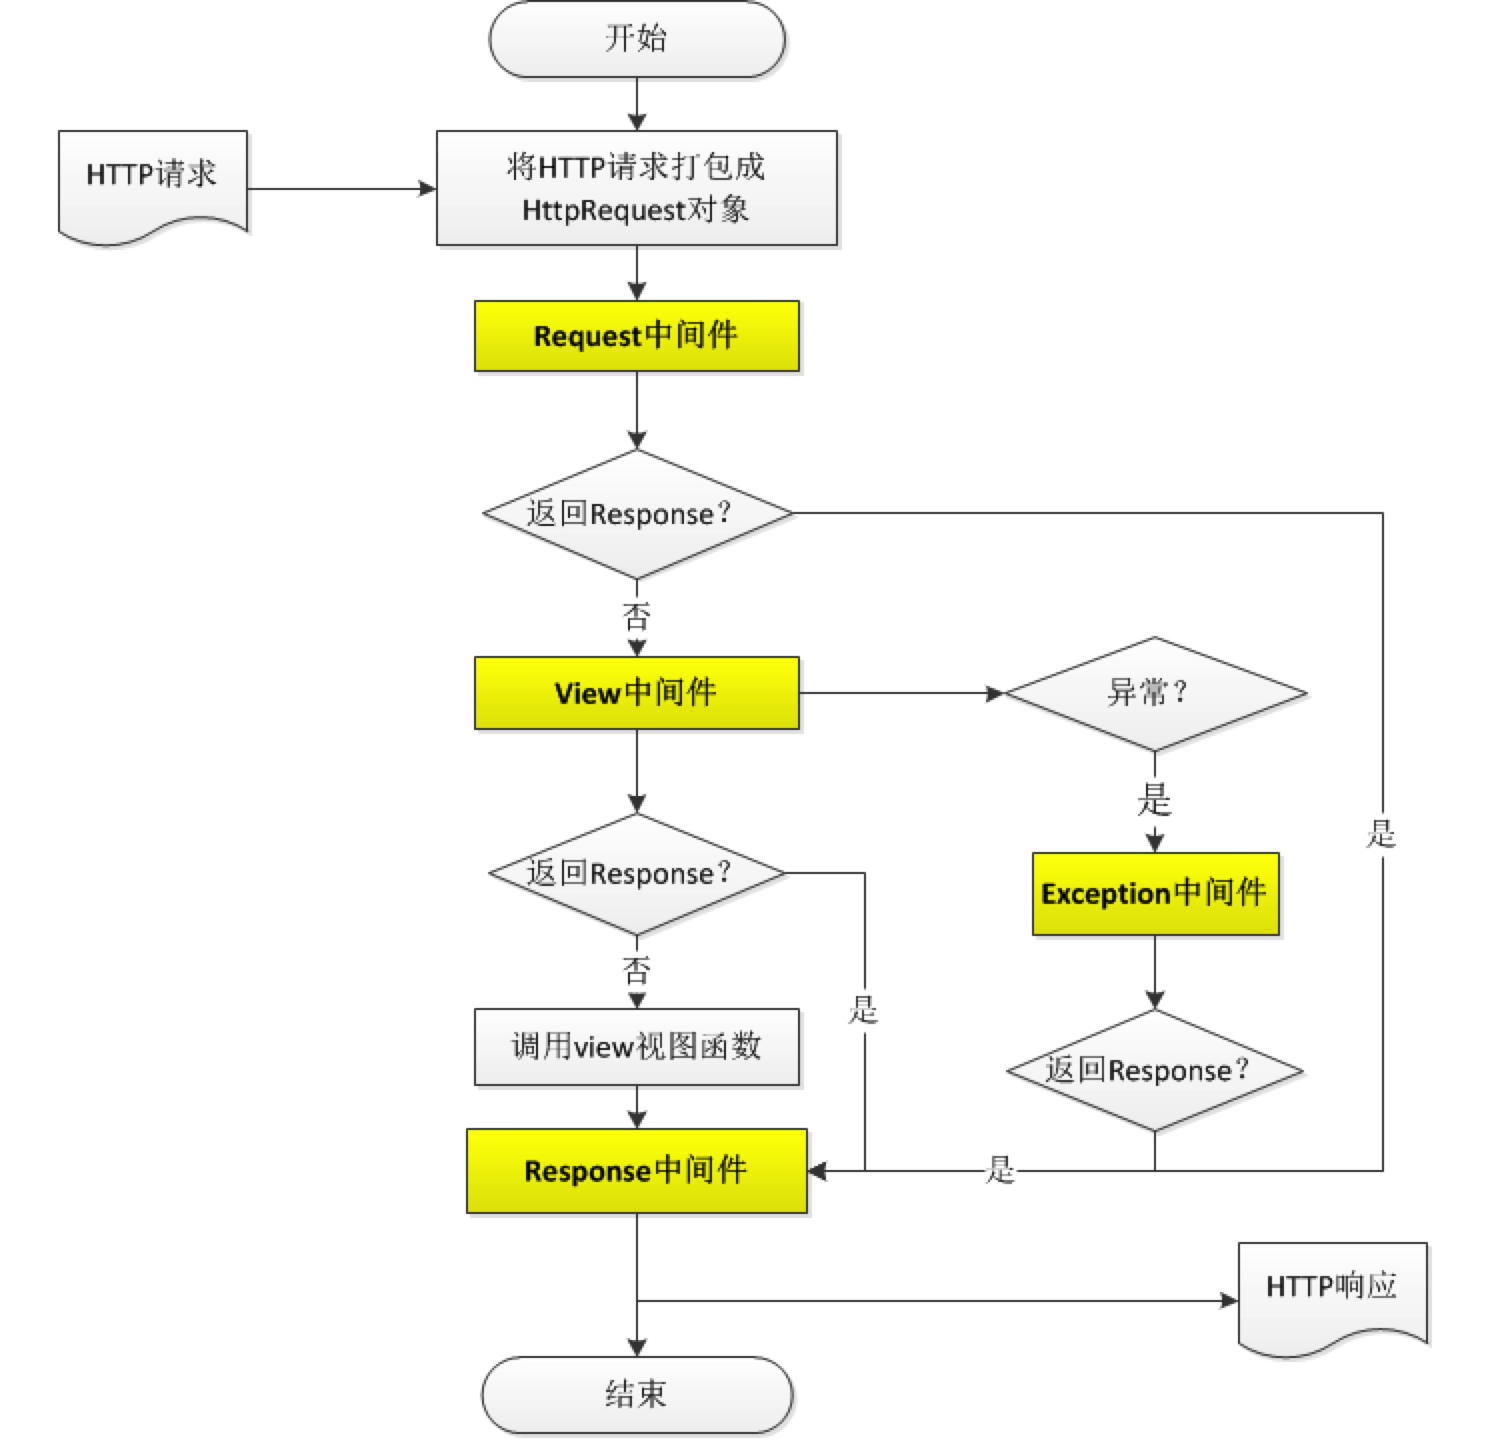 开始
HTTP请求
将HTTP请求打包成
HttpRequest对象
Request中间件
返回Response?
否
View中间件
异常?
是
是
返回Response?
Exception中间件
否
是
调用view视图函数
返回Response?
Response中间件
是
HTTP响应
结束